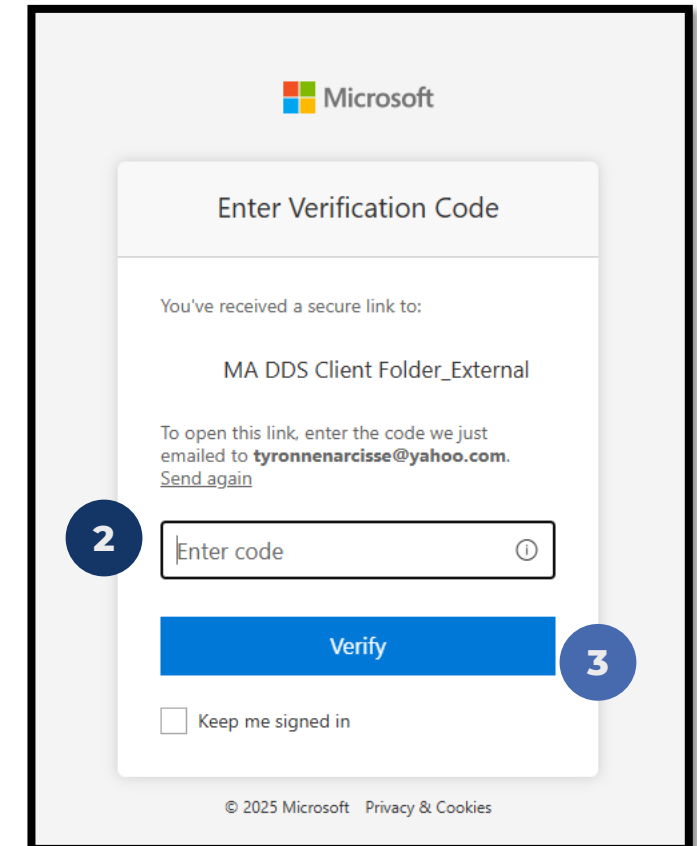 Microsoft
Enter Verification Code
You've received a secure link to:
MA DDS Client Folder_External
To open this link, enter the code we just
emailed to tyronnenarcisse@yahoo.com.
Send again
2
Enter code
Verify
3
Keep me signed in
© 2025 Microsoft Privacy & Cookies